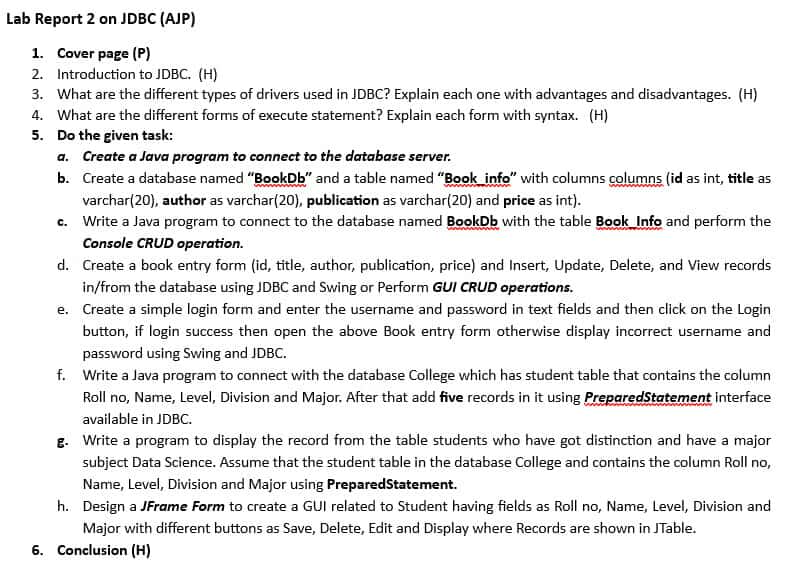 Lab Report 2 on JDBC (AJP)
1. Cover page (P)
2. Introduction to JDBC. (H)
3. What are the different types of drivers used in JDBC? Explain each one with advantages and disadvantages. (H)
4. What are the different forms of execute statement? Explain each form with syntax. (H)
5. Do the given task:
a. Create a Java program to connect to the database server.
b. Create a database named "BookDb" and a table named "Book_info" with columns columns (id as int, title as
varchar(20), author as varchar(20), publication as varchar(20) and price as int).
c. Write a Java program to connect to the database named BookDb with the table Book_Info and perform the
Console CRUD operation.
d. Create a book entry form (id, title, author, publication, price) and Insert, Update, Delete, and View records
in/from the database using JDBC and Swing or Perform GUI CRUD operations.
e. Create a simple login form and enter the username and password in text fields and then click on the Login
button, if login success then open the above Book entry form otherwise display incorrect username and
password using Swing and JDBC.
f. Write a Java program to connect with the database College which has student table that contains the column
Roll no, Name, Level, Division and Major. After that add five records in it using PreparedStatement interface
available in JDBC.
g. Write a program to display the record from the table students who have got distinction and have a major
subject Data Science. Assume that the student table in the database College and contains the column Roll no,
Name, Level, Division and Major using PreparedStatement.
h. Design a JFrame Form to create a GUI related to Student having fields as Roll no, Name, Level, Division and
Major with different buttons as Save, Delete, Edit and Display where Records are shown in JTable.
6. Conclusion (H)